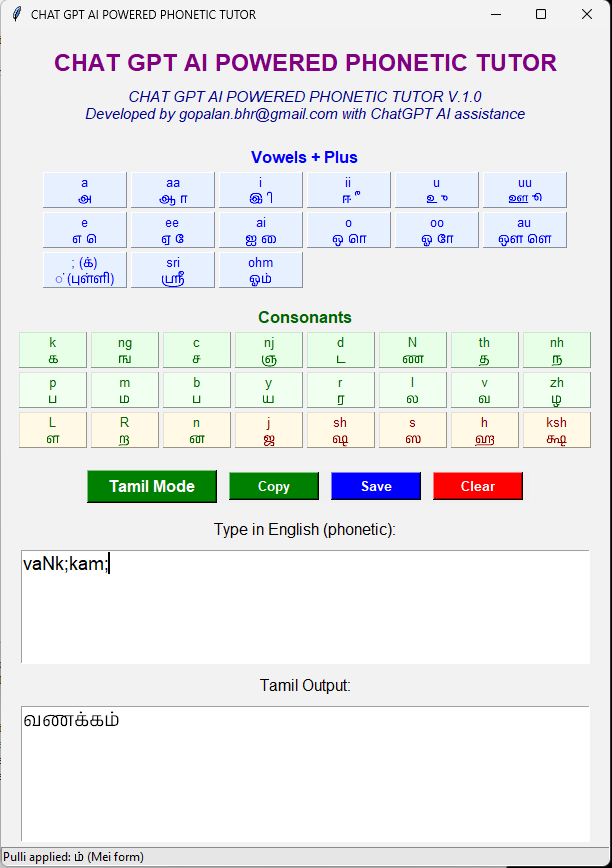 CHAT GPT AI POWERED PHONETIC TUTOR
CHAT GPT AI POWERED PHONETIC TUTOR
CHAT GPT AI POWERED PHONETIC TUTOR V.1.0
Developed by gopalan.bhr@gmail.com with ChatGPT AI assistance
Vowels + Plus
a aa i ii u uu
அ ஆ ா இ ி ஈ ீ உ ு ஊ ூ
e ee ai o oo au
எ ெ ஏ ே ஐ ை ஒ ொ ஓ ோ ஔ ௌ
; (க்) sri ohm
் (புள்ளி) ஸ்ரீ ஓம்
Consonants
k ng c nj d N th nh
க ங ச ஞ ட ண த ந
p m b y r l v zh
ப ம ப ய ர ல வ ழ
L R n j sh s h ksh
ள ற ன ஜ ஷ ஸ ஹ க்ஷ
Tamil Mode Copy Save Clear
Type in English (phonetic):
vaNk;kam;
Tamil Output:
வணக்கம்
Pulli applied: ம் (Mei form)